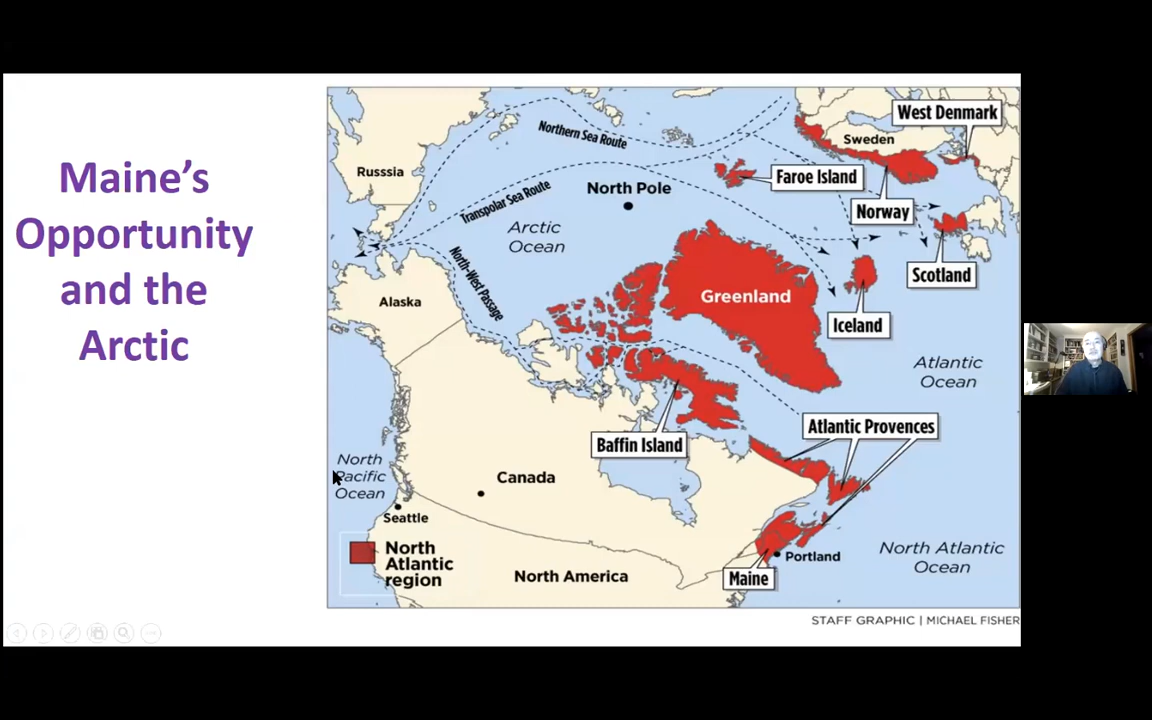 Maine's
Opportunity
and the
Arctic
West Denmark
Northern Sea Route
Sweden
Russsia
Faroe Island
North Pole
Transpolar Sea Route
Norway
Arctic
Ocean
Scotland
North-West Passage
Greenland
Alaska
Iceland
Atlantic
Ocean
Atlantic Provences
Baffin Island
North
Pacific
Ocean
Canada
Seattle
North
Atlantic
region
North America
Portland
Maine
North Atlantic
Ocean
STAFF GRAPHIC | MICHAEL FISHER